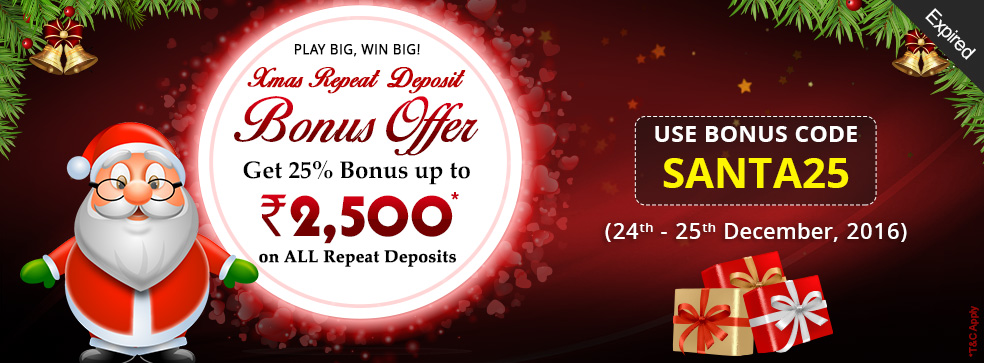 PLAY BIG, WIN BIG!
Xmas Repeat Deposit
Bonus Offer
Get 25% Bonus up to
₹2,500*
on ALL Repeat Deposits
USE BONUS CODE
SANTA25
(24th - 25th December, 2016)
Expired
*T&C Apply